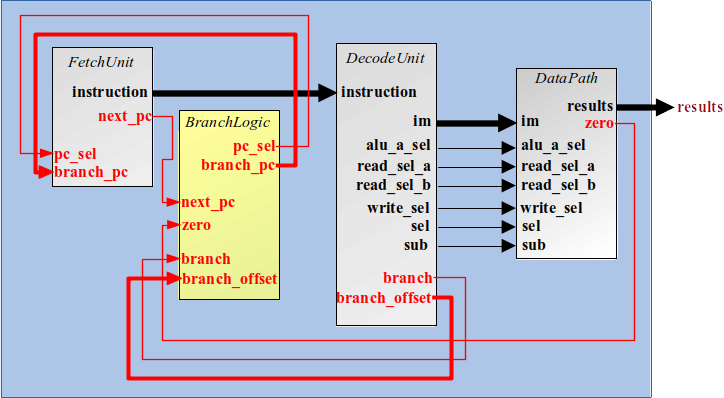 FetchUnit
instruction
next_pc
pc_sel
branch_pc
BranchLogic
pc_sel
branch_pc
next_pc
zero
branch
branch_offset
DecodeUnit
instruction
im
alu_a_sel
read_sel_a
read_sel_b
write_sel
sel
sub
branch
branch_offset
DataPath
results
zero
im
alu_a_sel
read_sel_a
read_sel_b
write_sel
sel
sub
results